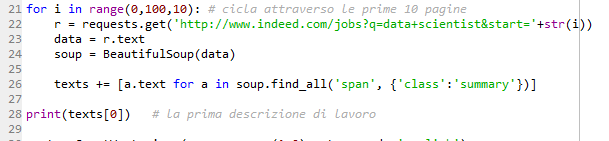 21 for i in range(0,100,10): # cicla attraverso le prime 10 pagine
22 r = requests.get('http://www.indeed.com/jobs?q=data+scientist&start='+str(i))
23 data = r.text
24 soup = BeautifulSoup(data)
25
26 texts += [a.text for a in soup.find_all('span', {'class':'summary'})]
27
28 print(texts[0]) # la prima descrizione di lavoro
29